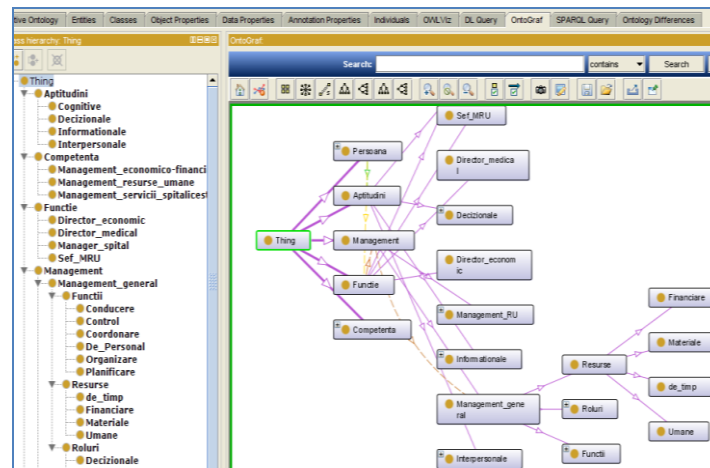 tive Ontology Entities Classes Object Properties Data Properties Annotation Properties Individuals OWLViz DL Query OntoGraf SPARQL Query Ontology Differences
ass hierarchy: Thing
OntoGraf
Search: contains Search
Thing
Aptitudini
Cognitive
Decizionale
Informationale
Interpersonale
Competenta
Management_economico-financi
Management_resurse_umane
Management_servicii_spitalicest
Functie
Director_economic
Director_medical
Manager_spital
Sef_MRU
Management
Management_general
Functii
Conducere
Control
Coordonare
De_Personal
Organizare
Planificare
Resurse
de_timp
Financiare
Materiale
Umane
Roluri
Decizionale
Sef_MRU
Persoana
Director_medica
l
Aptitudini
Decizionale
Thing
Management
Director_econom
ic
Functie
Financiare
Management_RU
Competenta
Materiale
Informationale
Resurse
de_timp
Management_gene
ral
Roluri
Umane
Interpersonale
Functii